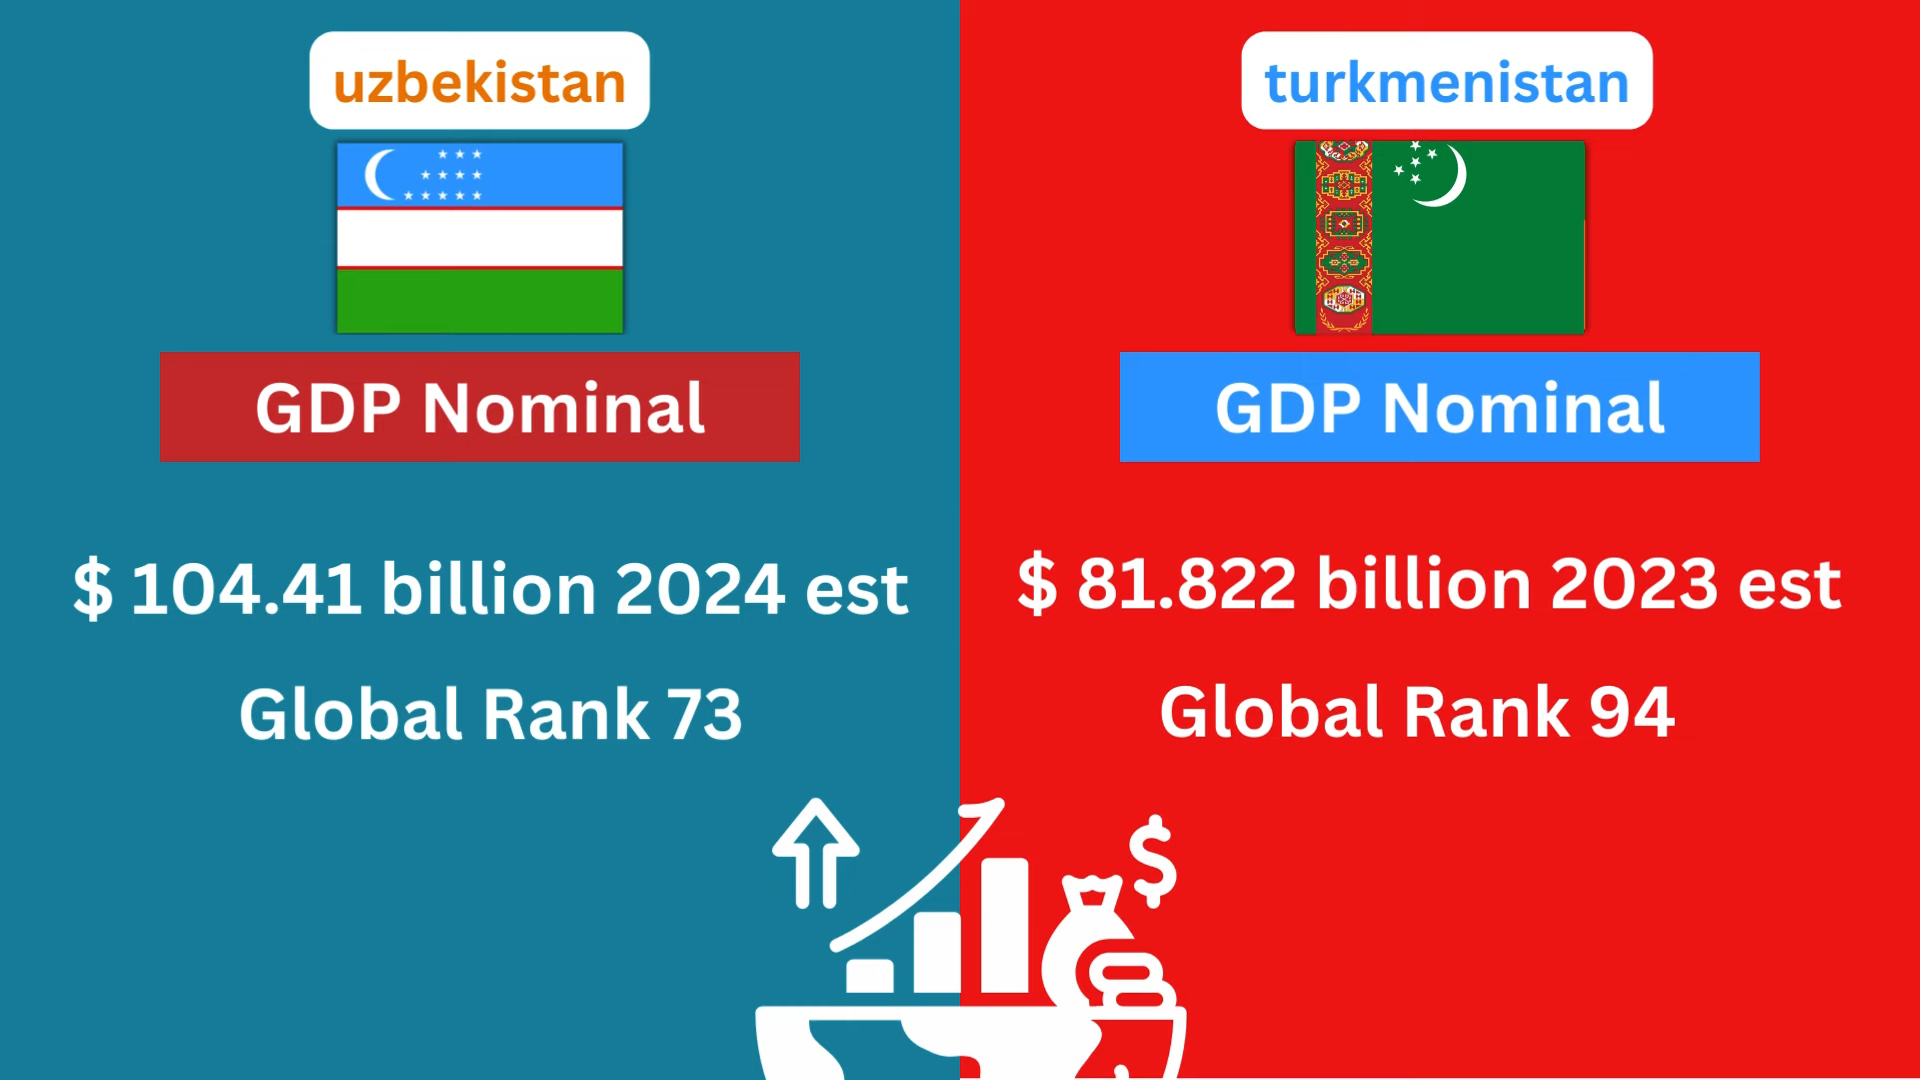 uzbekistan
GDP Nominal
$ 104.41 billion 2024 est
Global Rank 73
turkmenistan
GDP Nominal
$ 81.822 billion 2023 est
Global Rank 94
$